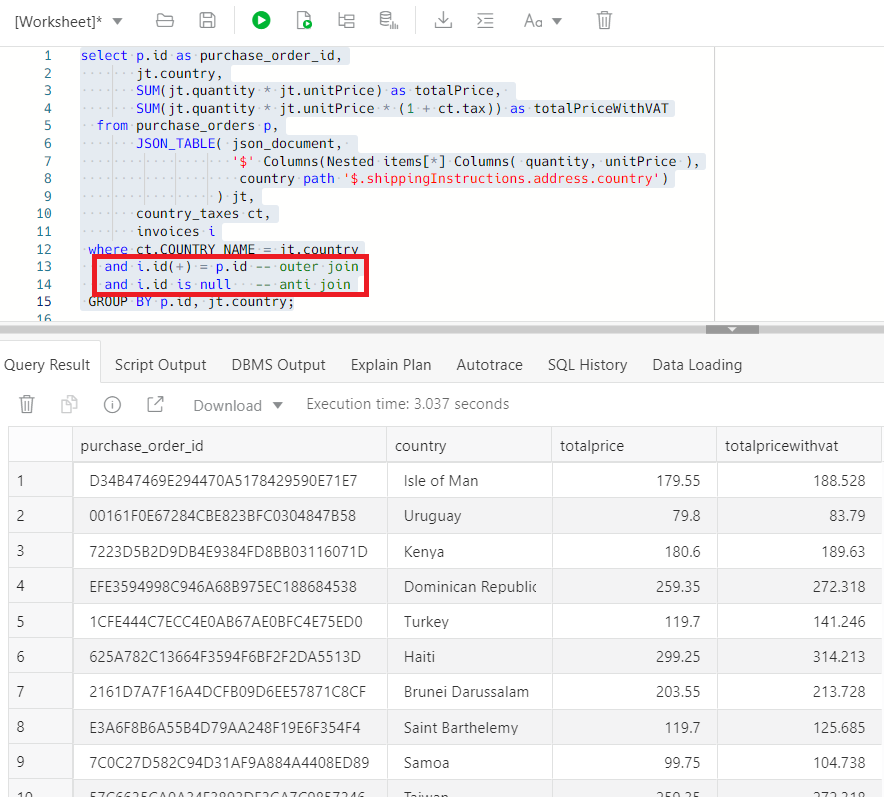 [Worksheet]*
Aa
1 select p.id as purchase_order_id,
2 jt.country,
3 SUM(jt.quantity * jt.unitPrice) as totalPrice,
4 SUM(jt.quantity * jt.unitPrice * (1 + ct.tax)) as totalPriceWithVAT
5 from purchase_orders p,
6 JSON_TABLE( json_document,
7 '$' Columns(Nested items[*] Columns( quantity, unitPrice ),
8 country path '$.shippingInstructions.address.country')
9 ) jt,
10 country_taxes ct,
11 invoices i
12 where ct.COUNTRY_NAME = jt.country
13 and i.id(+) = p.id -- outer join
14 and i.id is null -- anti join
15 GROUP BY p.id, jt.country;
16
Query Result Script Output DBMS Output Explain Plan Autotrace SQL History Data Loading
Download Execution time: 3.037 seconds
purchase_order_id country totalprice totalpricewithvat
1 D34B47469E294470A5178429590E71E7 Isle of Man 179.55 188.528
2 00161F0E67284CBE823BFC0304847B58 Uruguay 79.8 83.79
3 7223D5B2D9DB4E9384FD8BB03116071D Kenya 180.6 189.63
4 EFE3594998C946A68B975EC188684538 Dominican Republic 259.35 272.318
5 1CFE444C7ECC4E0AB67AE0BFC4E75ED0 Turkey 119.7 141.246
6 625A782C13664F3594F6BF2F2DA5513D Haiti 299.25 314.213
7 2161D7A7F16A4DCFB09D6EE57871C8CF Brunei Darussalam 203.55 213.728
8 E3A6F8B6A55B4D79AA248F19E6F354F4 Saint Barthelemy 119.7 125.685
9 7C0C27D582C94D31AF9A884A4408ED89 Samoa 99.75 104.738
10 Taiwan 259.35 272.318